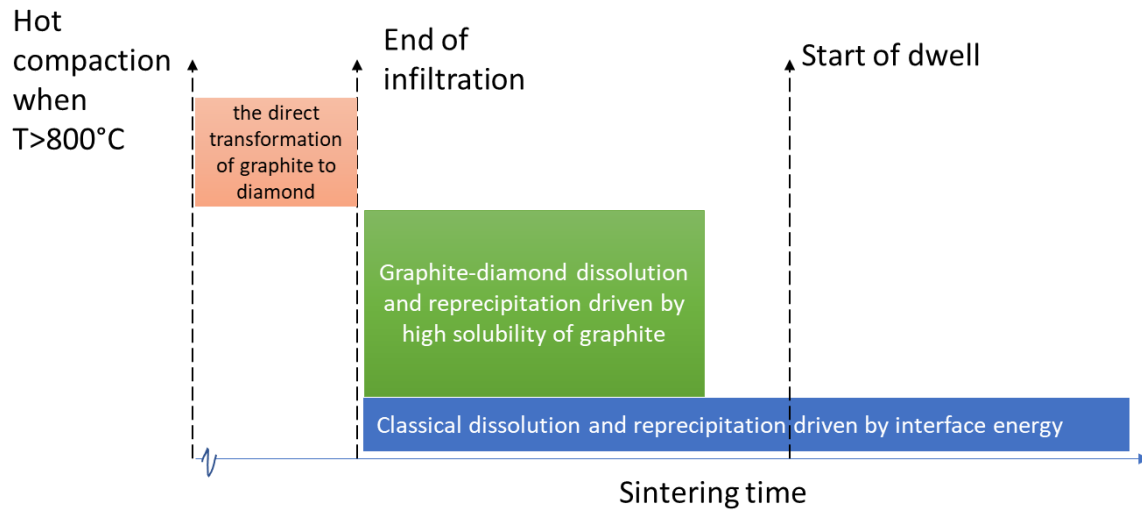 Hot
compaction
when
T>800°C
End of
infiltration
Start of dwell
the direct
transformation
of graphite to
diamond
Graphite-diamond dissolution
and reprecipitation driven by
high solubility of graphite
Classical dissolution and reprecipitation driven by interface energy
Sintering time